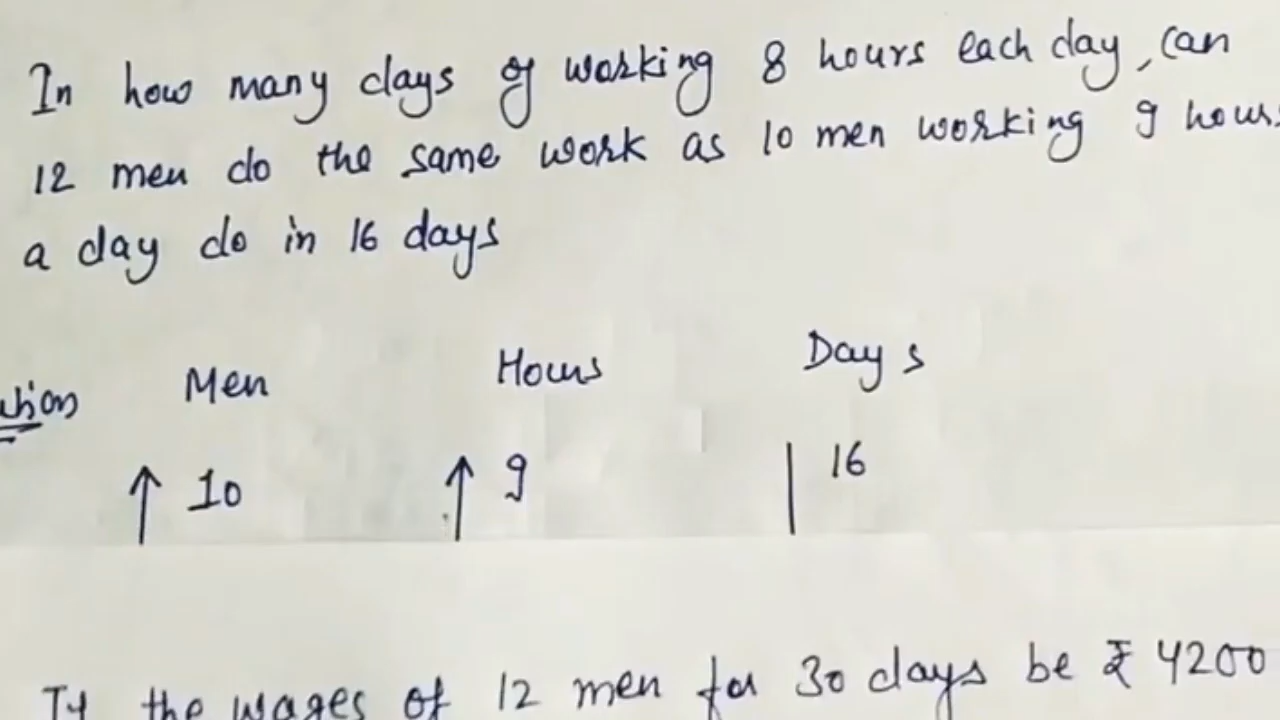 In how many days of working 8 hours each day, can
12 men do the same work as 10 men working 9 hours
a day do in 16 days
Men Hours Days
10 9 16
the wages of 12 men for 30 days be ₹ 4200